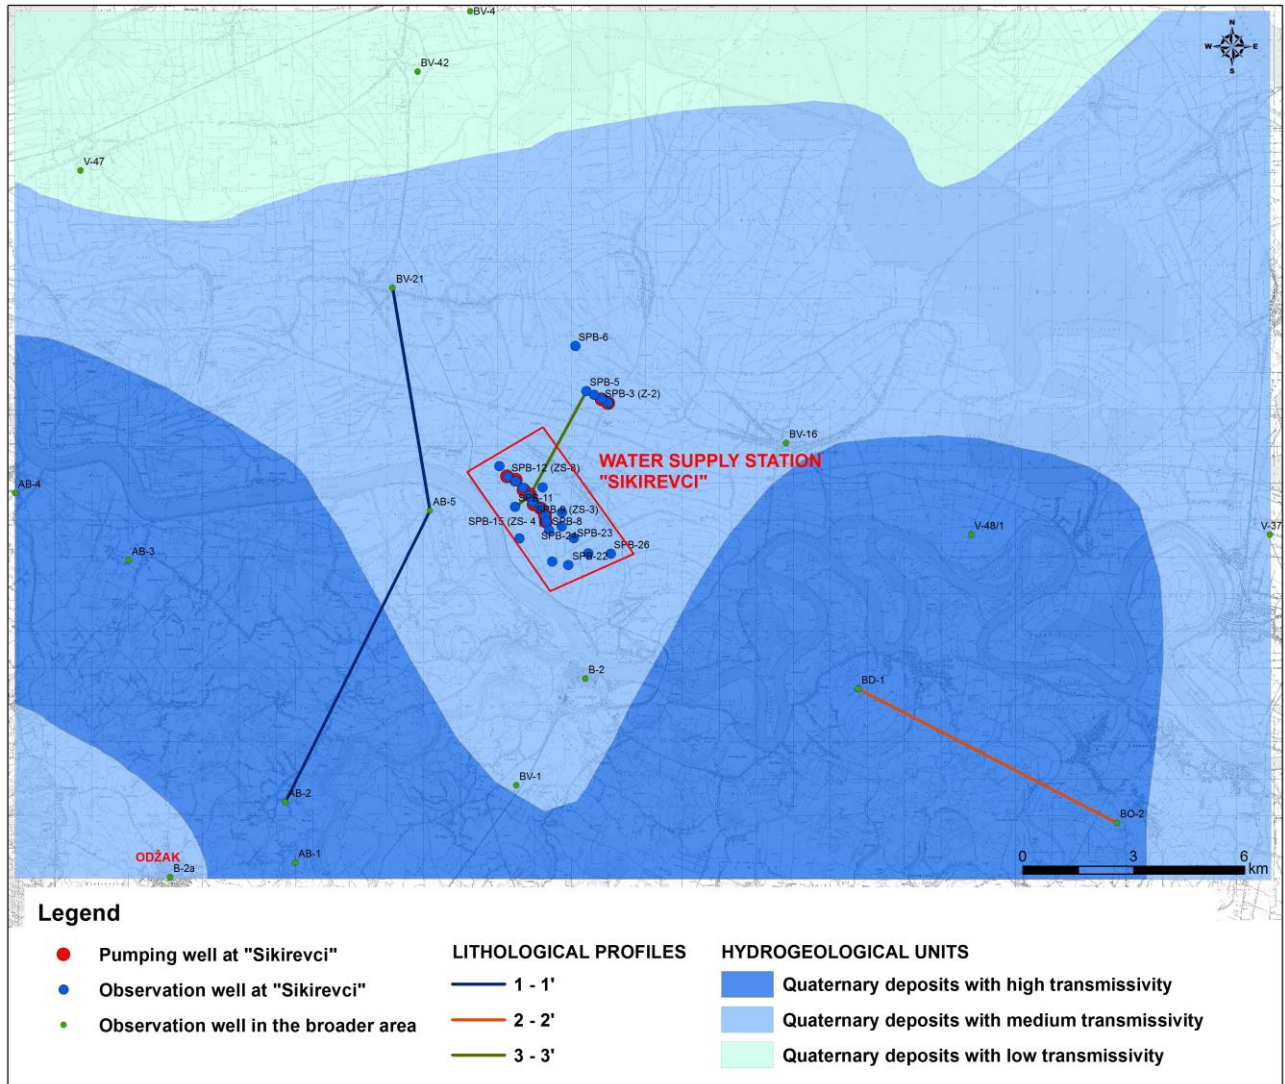 BV-4
N
W E
S
BV-42
V-47
BV-21
SPB-6
SPB-5
SPB-3 (Z-2)
BV-16
WATER SUPPLY STATION
"SIKIREVCI"
SPB-12 (ZS-8)
AB-4
SPB-11
AB-5
SPB-9 (ZS-3)
SPB-15 (ZS- 4
SPB-8
SPB-24
SPB-23
V-48/1
V-37
SPB-26
AB-3
SPB-22
B-2
BD-1
BV-1
AB-2
BO-2
ODŽAK
AB-1
B-2a
0 3 6
km
Legend
Pumping well at "Sikirevci"
Observation well at "Sikirevci"
Observation well in the broader area
LITHOLOGICAL PROFILES
1 - 1'
2 - 2'
3 - 3'
HYDROGEOLOGICAL UNITS
Quaternary deposits with high transmissivity
Quaternary deposits with medium transmissivity
Quaternary deposits with low transmissivity